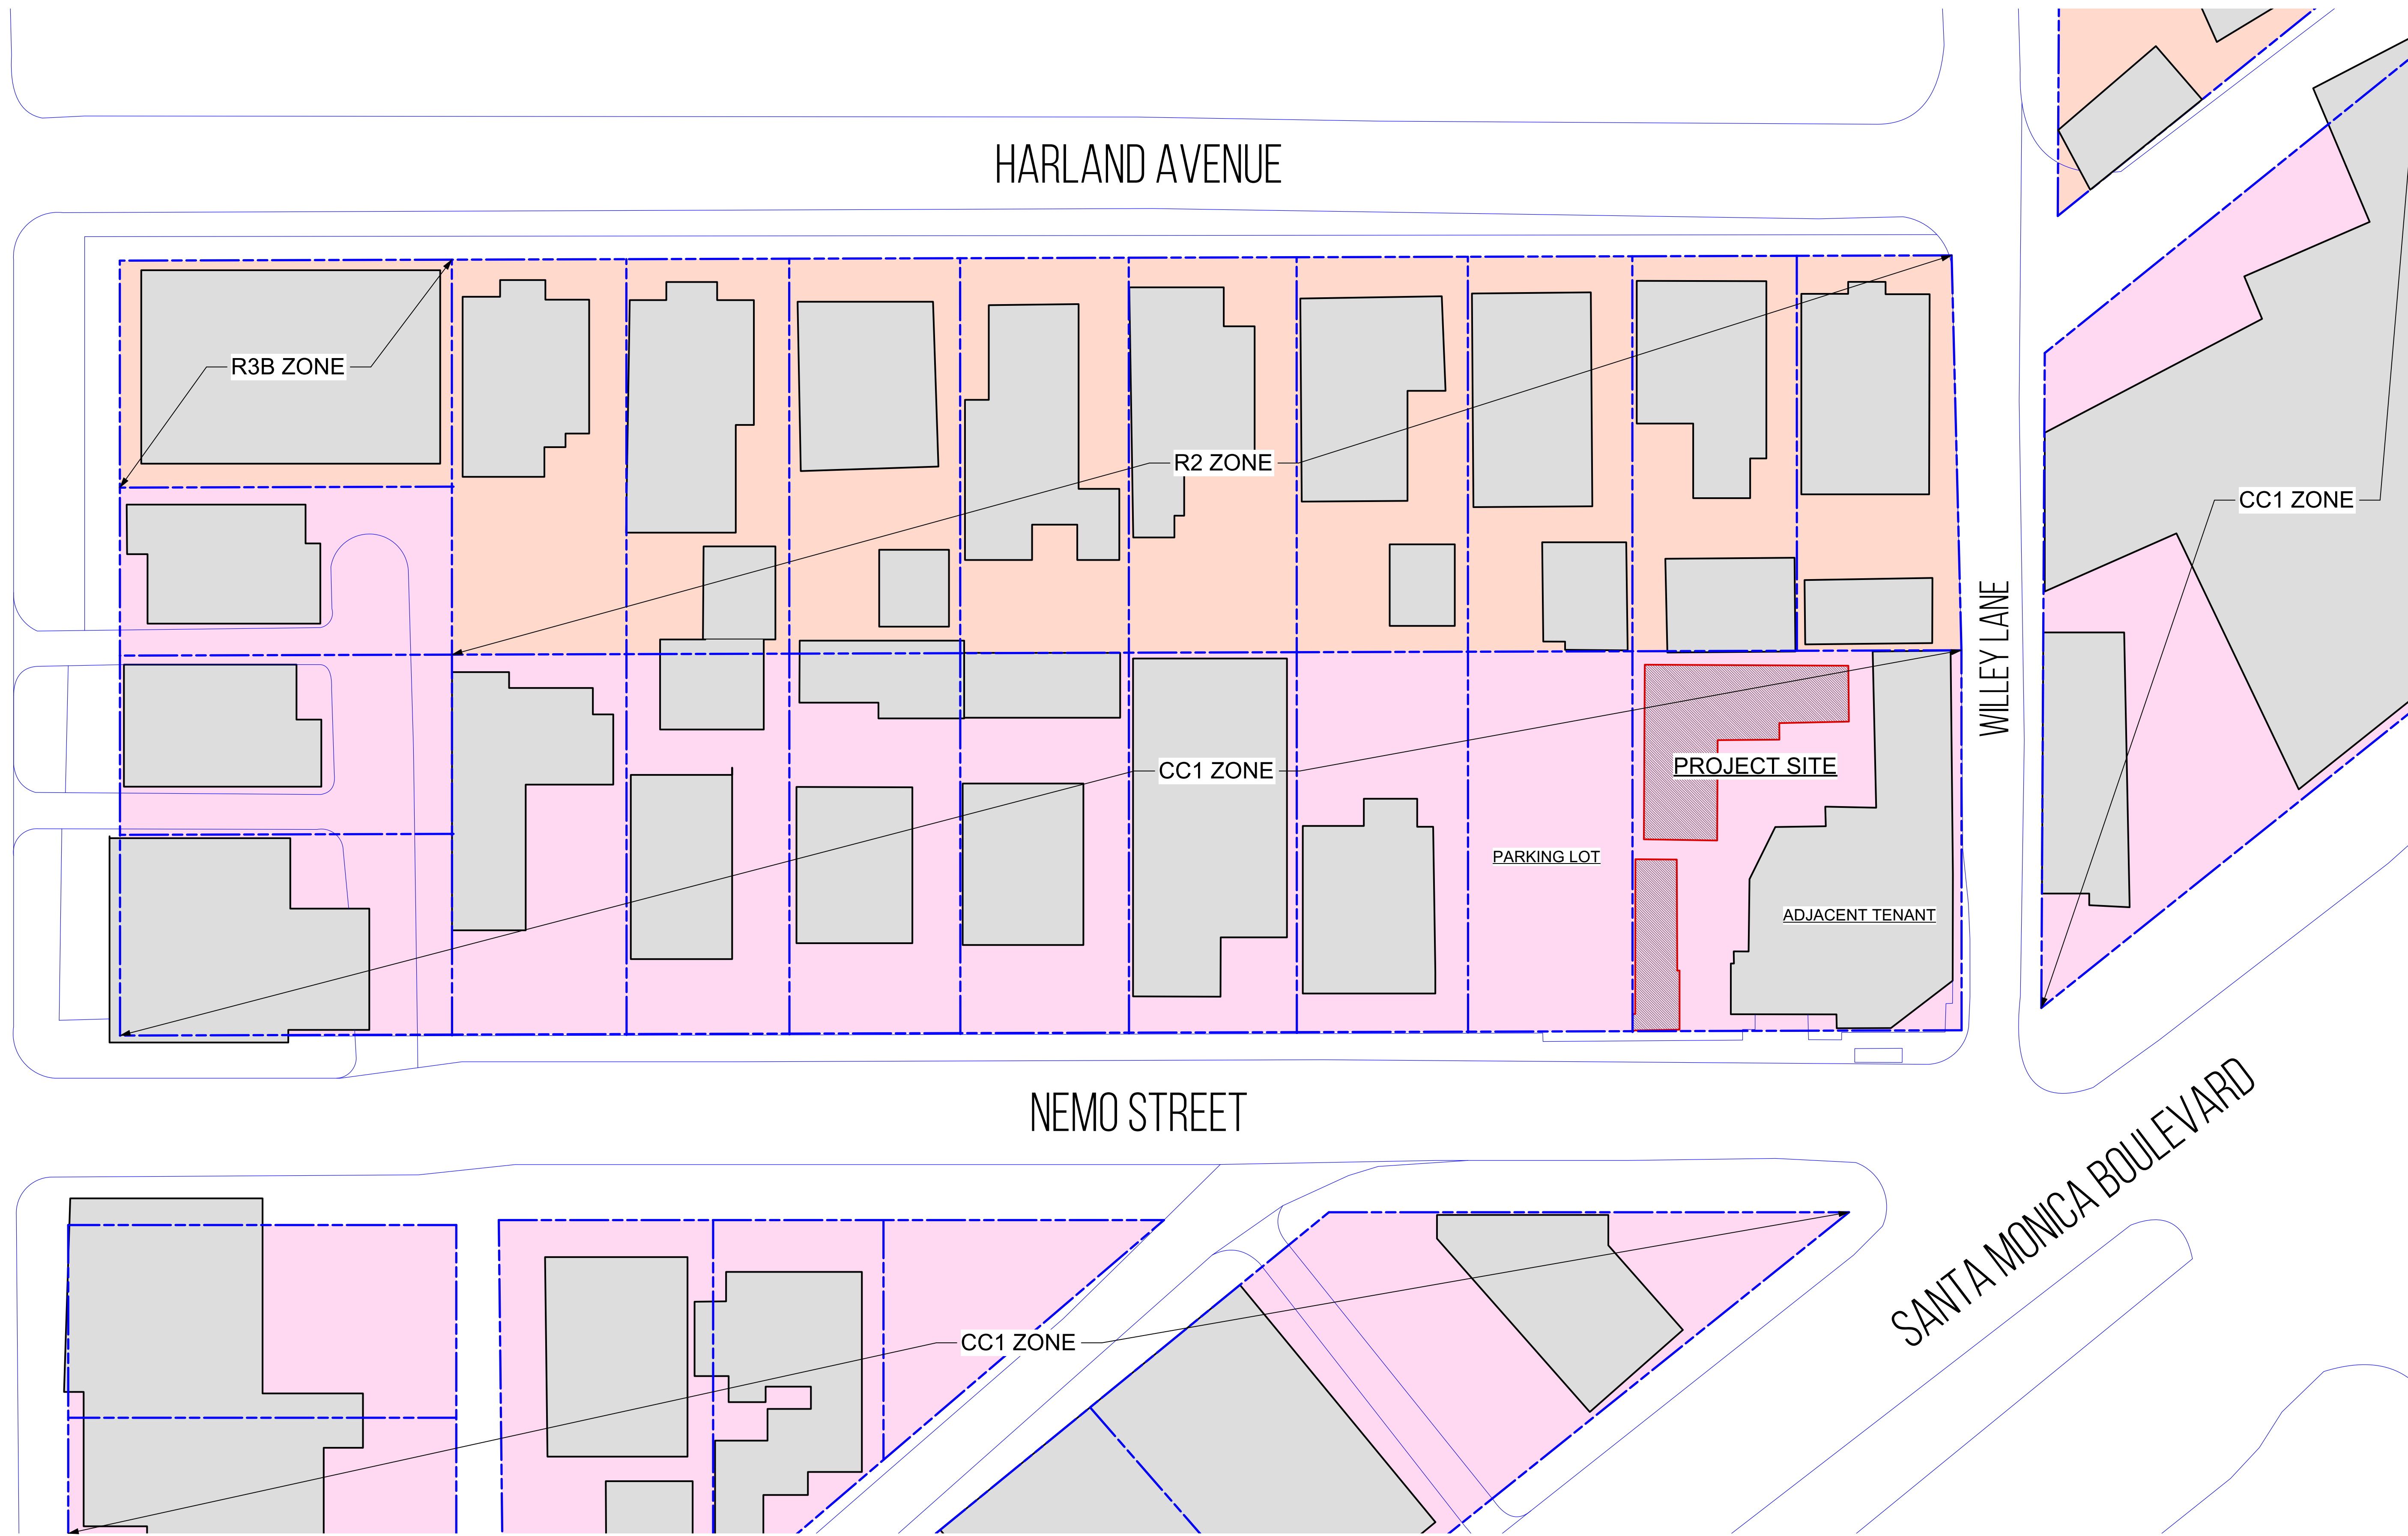 HARLAND AVENUE
R3B ZONE
R2 ZONE
CC1 ZONE
WILLEY LANE
CC1 ZONE
PROJECT SITE
PARKING LOT
ADJACENT TENANT
NEMO STREET
SANTA MONICA BOULEVARD
CC1 ZONE